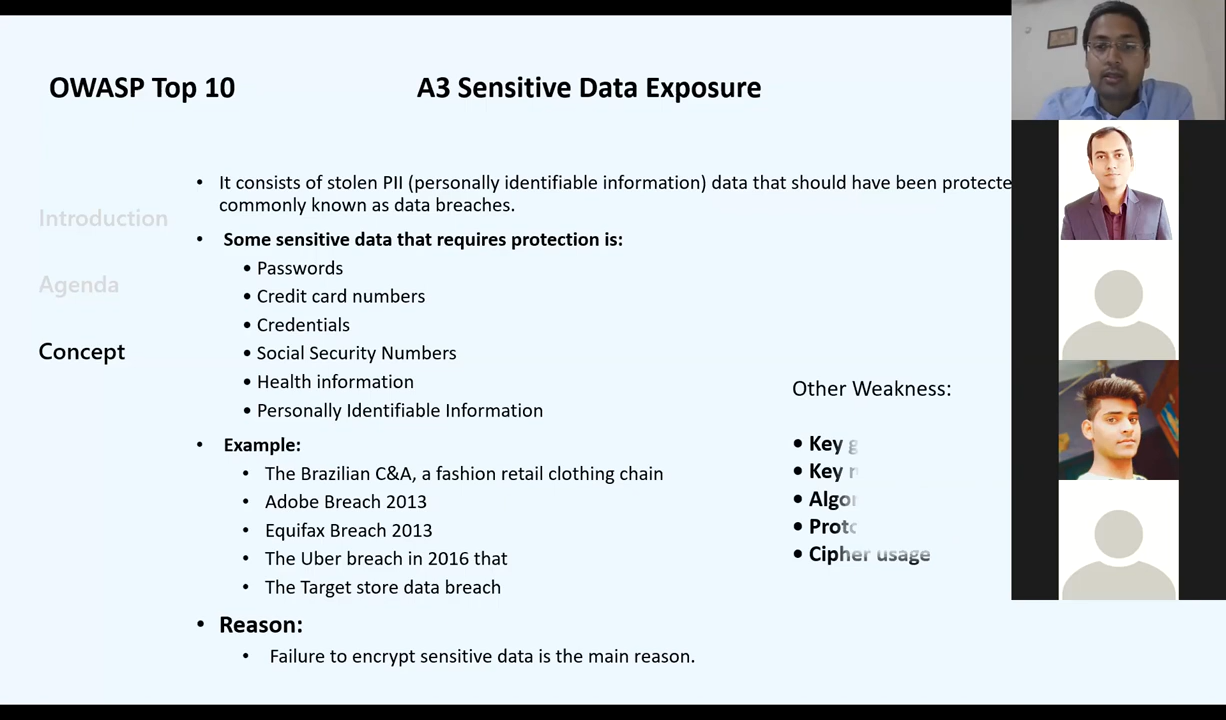 OWASP Top 10
A3 Sensitive Data Exposure
Introduction
Agenda
Concept
• It consists of stolen PII (personally identifiable information) data that should have been protecte
commonly known as data breaches.
• Some sensitive data that requires protection is:
• Passwords
• Credit card numbers
• Credentials
• Social Security Numbers
• Health information
• Personally Identifiable Information
• Example:
• The Brazilian C&A, a fashion retail clothing chain
• Adobe Breach 2013
• Equifax Breach 2013
• The Uber breach in 2016 that
• The Target store data breach
• Reason:
• Failure to encrypt sensitive data is the main reason.
Other Weakness:
• Key
• Key
• Algo
• Proto
• Cipher usage